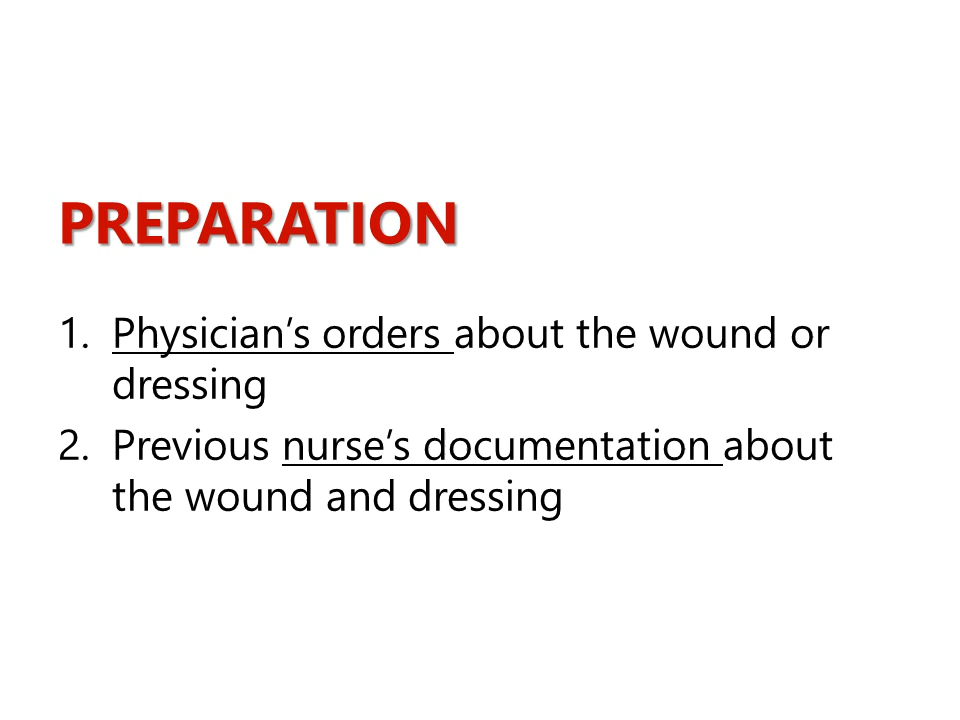 PREPARATION
1. Physician’s orders about the wound or
dressing
2. Previous nurse’s documentation about
the wound and dressing